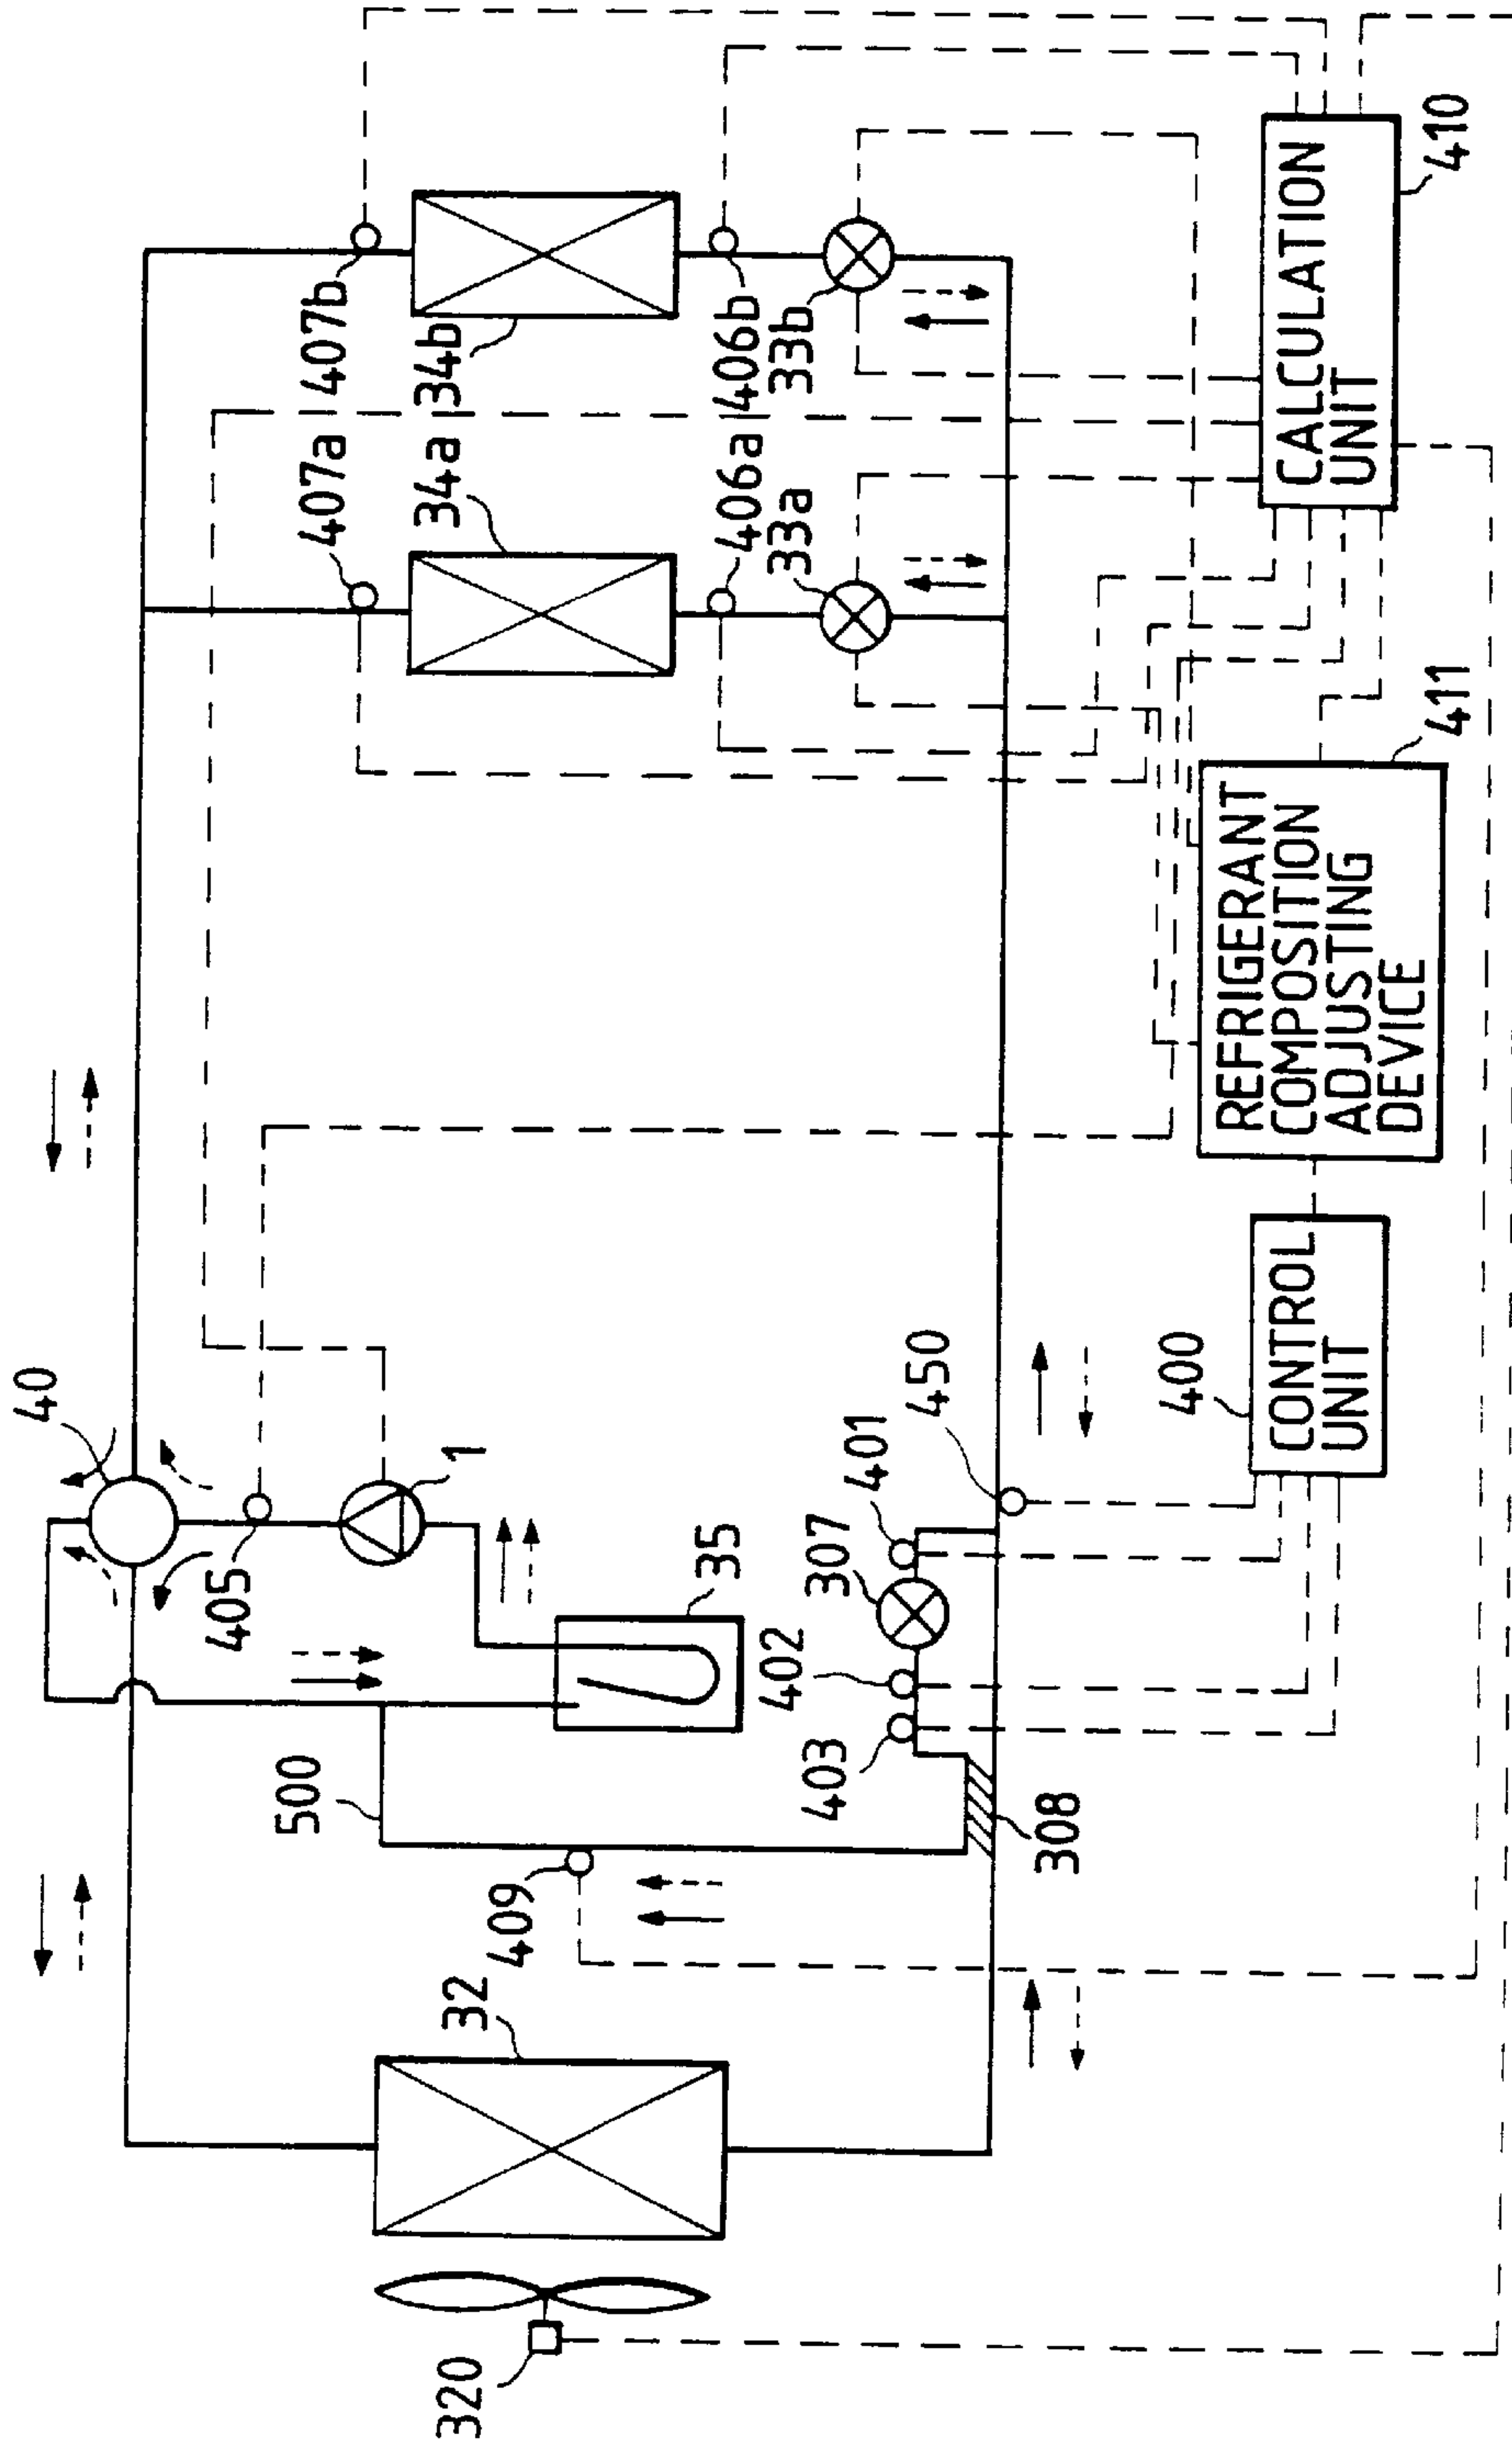 40
405
500
407a
407b
34a
34b
320
32
1
409
35
406a
406b
402
33a
33b
403
307
401
450
308
400
CONTROL
UNIT
REFRIGERANT
COMPOSITION
ADJUSTING
DEVICE
411
CALCULATION
UNIT
410